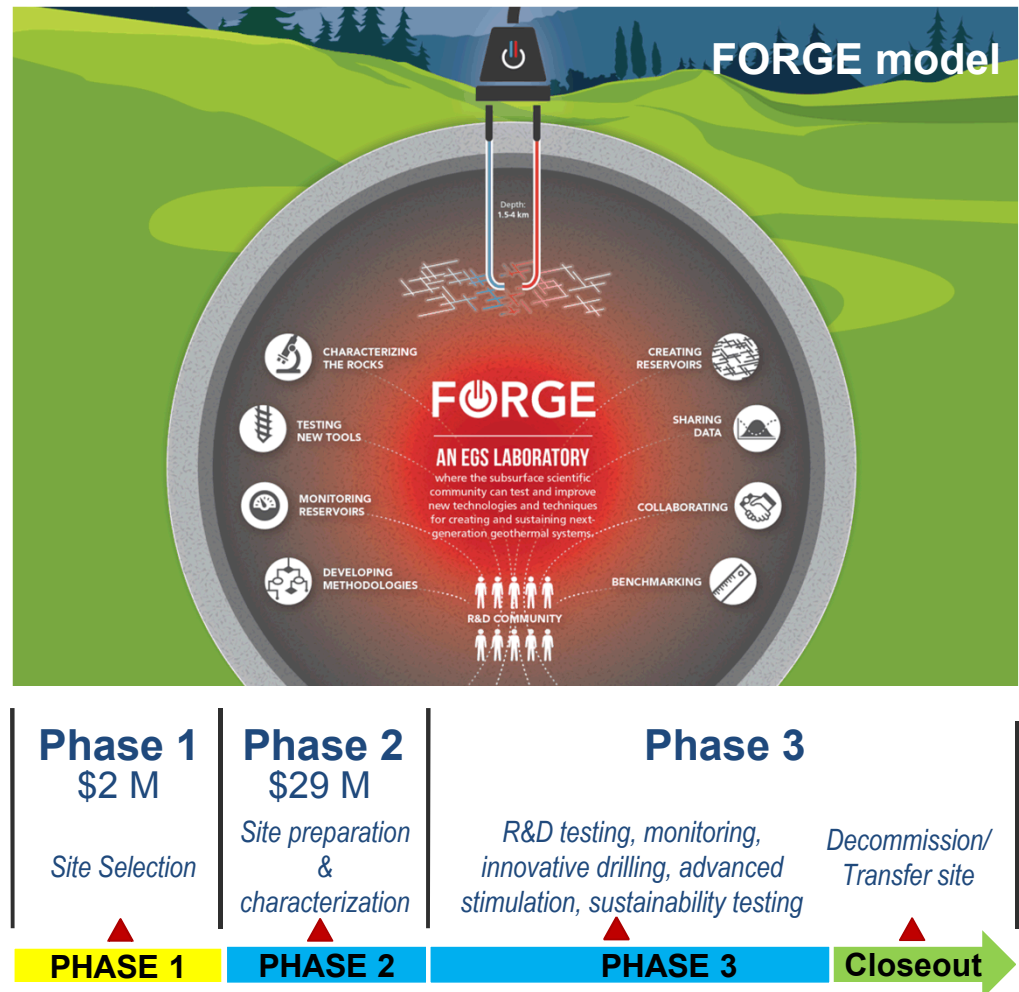 FORGE model
Depth:
1.5-4 km
CHARACTERIZING
THE ROCKS
TESTING
NEW TOOLS
MONITORING
RESERVOIRS
DEVELOPING
METHODOLOGIES
CREATING
RESERVOIRS
SHARING
DATA
COLLABORATING
BENCHMARKING
FORGE
AN EGS LABORATORY
where the subsurface scientific
community can test and improve
new technologies and techniques
for creating and sustaining next-
generation geothermal systems.
R&D COMMUNITY
Phase 1
$2 M
Site Selection
Phase 2
$29 M
Site preparation
&
characterization
Phase 3
R&D testing, monitoring,
innovative drilling, advanced
stimulation, sustainability testing
Decommission/
Transfer site
PHASE 1
PHASE 2
PHASE 3
Closeout